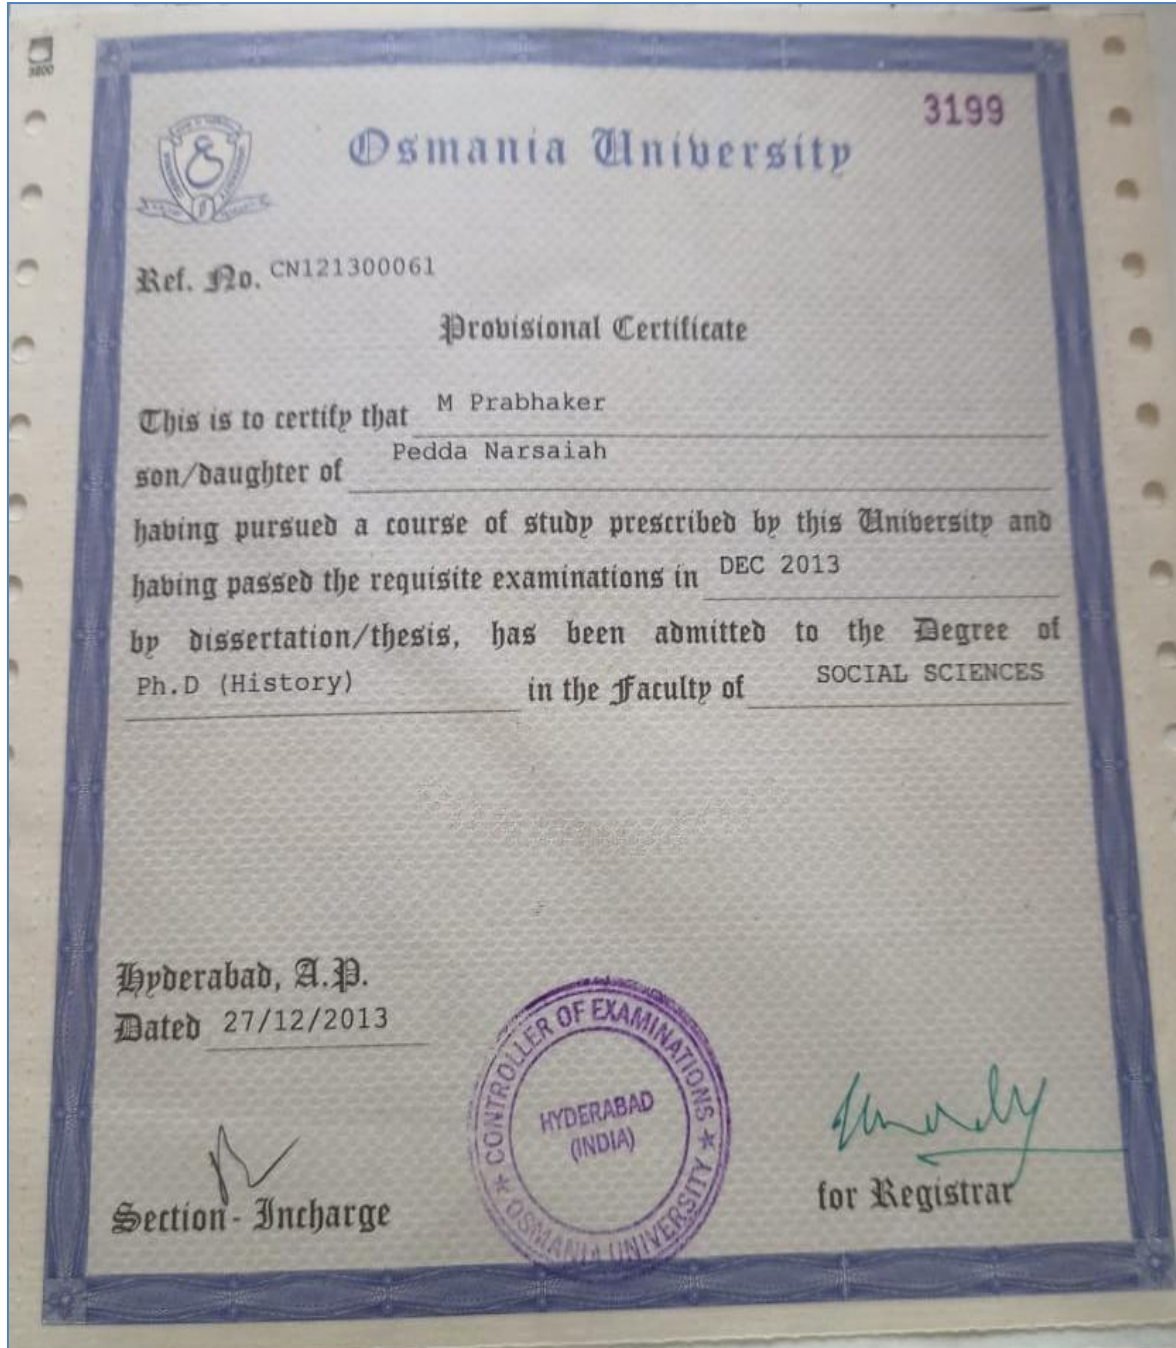 3800
3199
Osmania University
Ref. No. CN121300061
Provisional Certificate
This is to certify that M Prabhaker
son/daughter of Pedda Narsaiah
having pursued a course of study prescribed by this University and
having passed the requisite examinations in DEC 2013
by dissertation/thesis, has been admitted to the Degree of
Ph.D (History) in the Faculty of SOCIAL SCIENCES
Hyderabad, A.P.
Dated 27/12/2013
CONTROLLER OF EXAMINATIONS
HYDERABAD
(INDIA)
OSMANIA UNIVERSITY
Section-Incharge
for Registrar